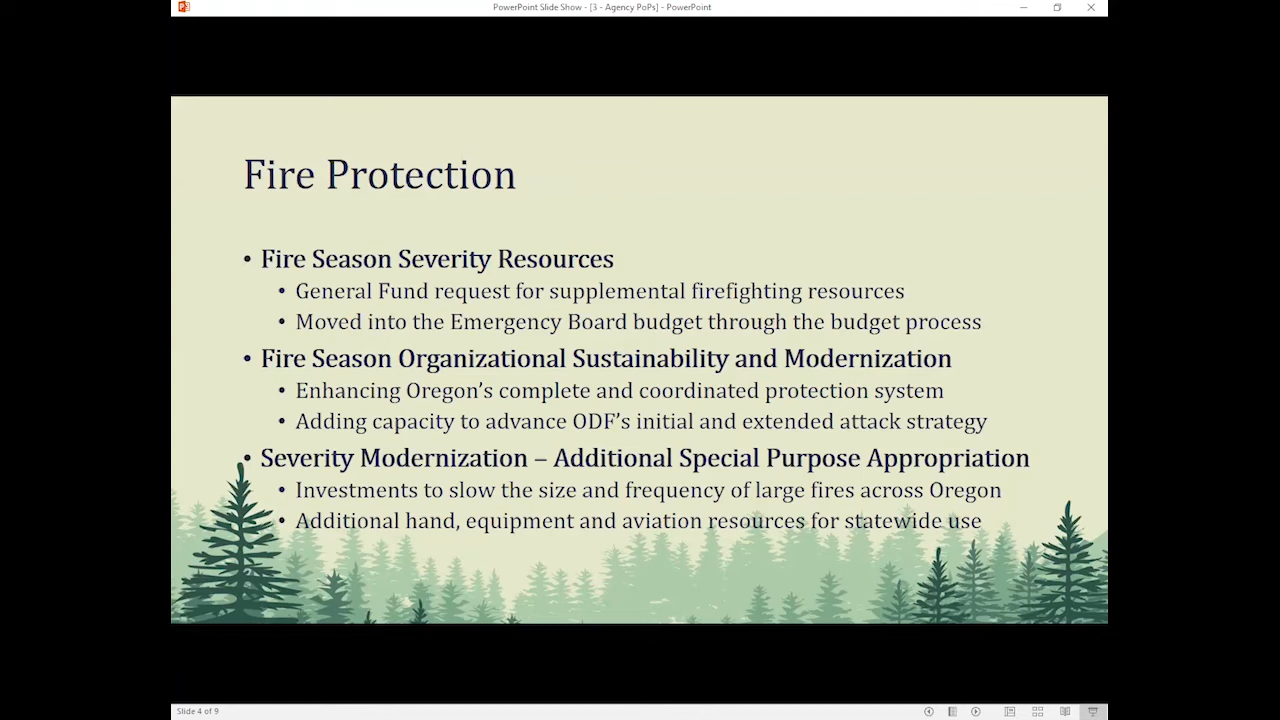 PowerPoint Slide Show - [3 - Agency PoPs] - PowerPoint
Fire Protection
• Fire Season Severity Resources
• General Fund request for supplemental firefighting resources
• Moved into the Emergency Board budget through the budget process
• Fire Season Organizational Sustainability and Modernization
• Enhancing Oregon's complete and coordinated protection system
• Adding capacity to advance ODF's initial and extended attack strategy
• Severity Modernization – Additional Special Purpose Appropriation
• Investments to slow the size and frequency of large fires across Oregon
• Additional hand, equipment and aviation resources for statewide use
Slide 4 of 9